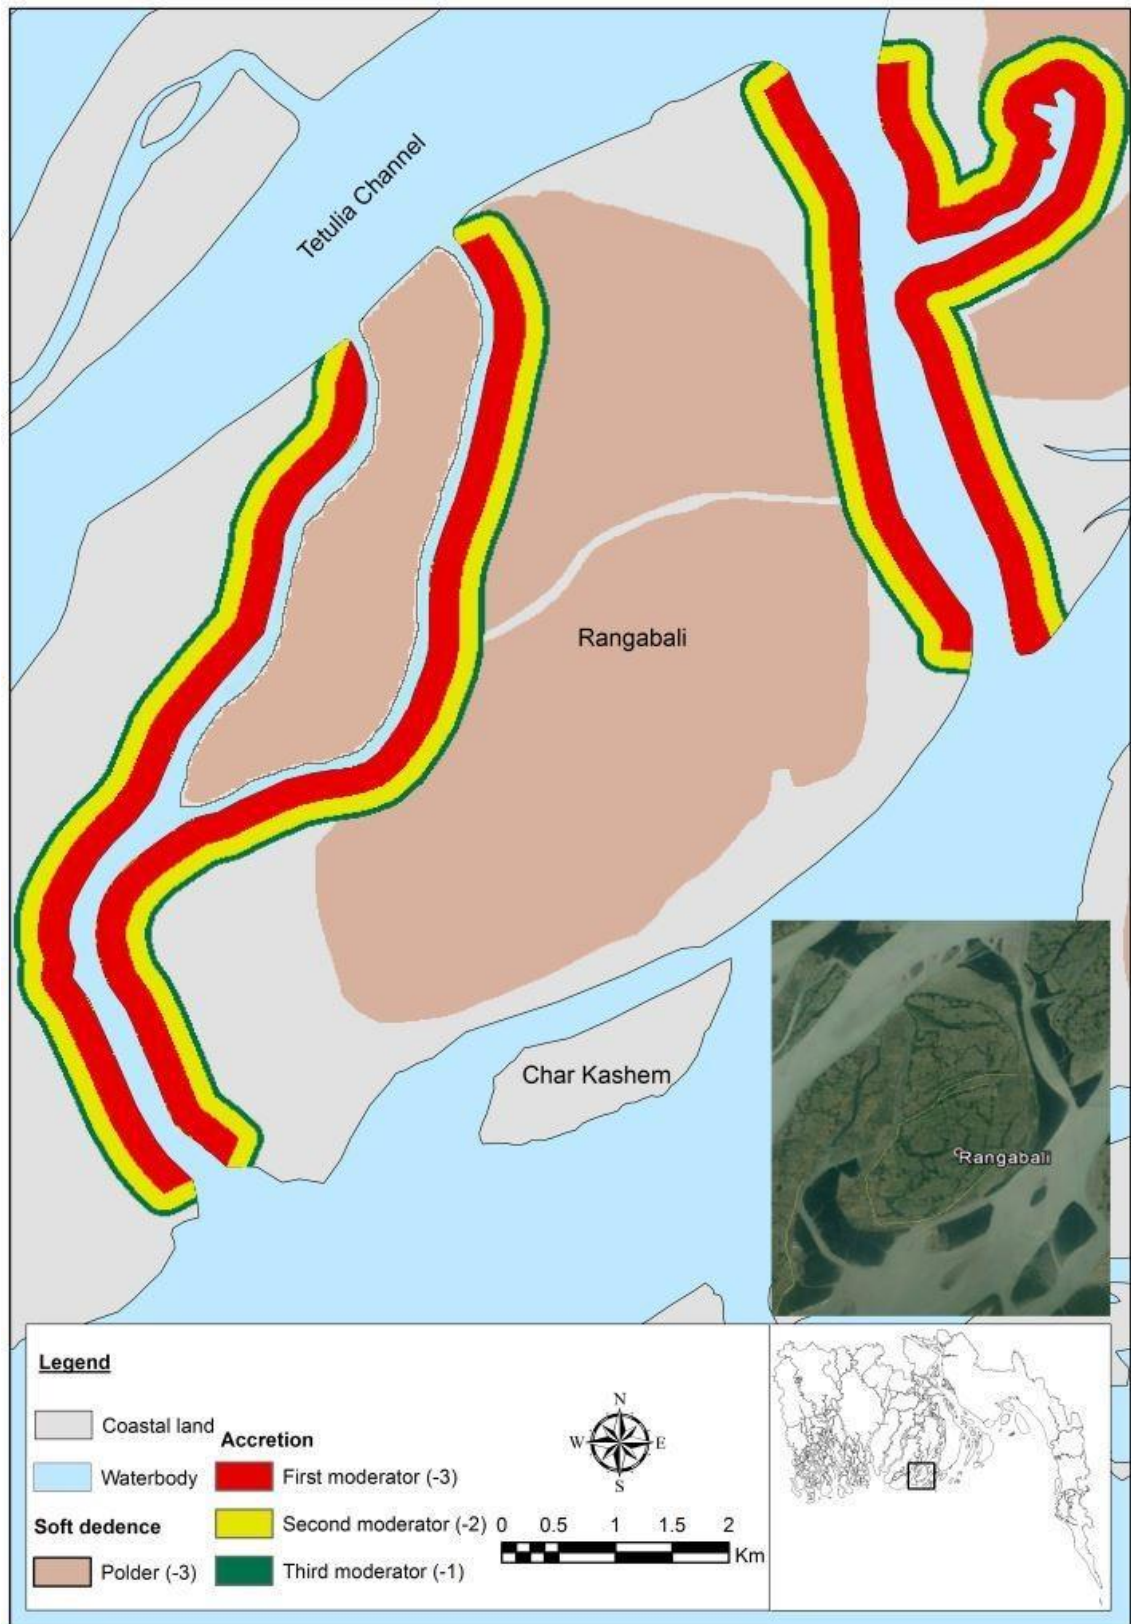 Tetulia Channel
Rangabali
Char Kashem
Rangabali
Legend
Coastal land
Waterbody
Soft dedence
Polder (-3)
Accretion
First moderator (-3)
Second moderator (-2)
Third moderator (-1)
N
W E
S
0 0.5 1 1.5 2
Km